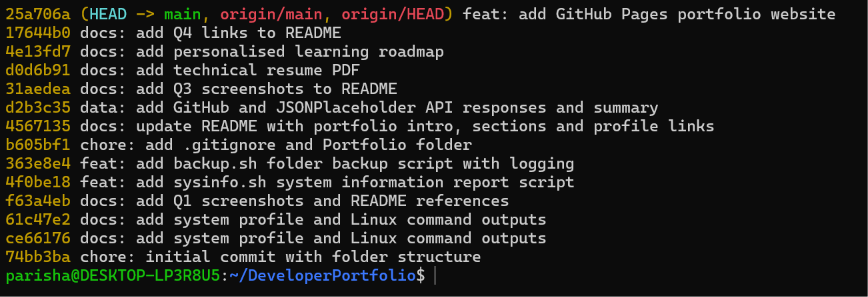 25a706a (HEAD -> main, origin/main, origin/HEAD) feat: add GitHub Pages portfolio website
17644b0 docs: add Q4 links to README
4e13fd7 docs: add personalised learning roadmap
d0d6b91 docs: add technical resume PDF
31aedea docs: add Q3 screenshots to README
d2b3c35 data: add GitHub and JSONPlaceholder API responses and summary
4567135 docs: update README with portfolio intro, sections and profile links
b605bf1 chore: add .gitignore and Portfolio folder
363e8e4 feat: add backup.sh folder backup script with logging
4f0be18 feat: add sysinfo.sh system information report script
f63a4eb docs: add Q1 screenshots and README references
61c47e2 docs: add system profile and Linux command outputs
ce66176 docs: add system profile and Linux command outputs
74bb3ba chore: initial commit with folder structure
parisha@DESKTOP-LP3R8U5:~/DeveloperPortfolio$